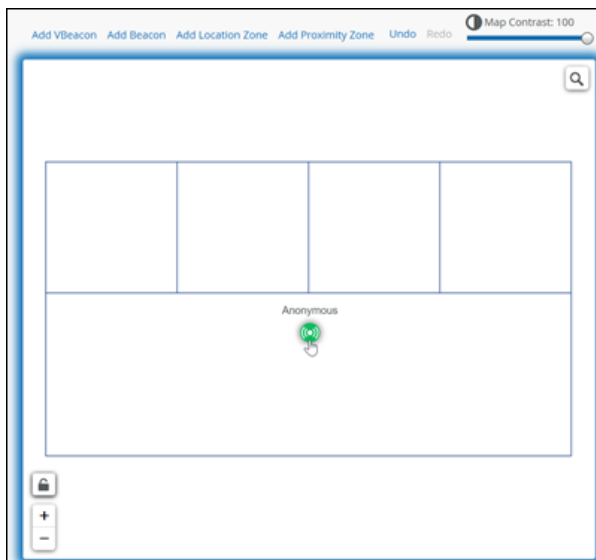 Add VBeacon Add Beacon Add Location Zone Add Proximity Zone Undo Redo Map Contrast: 100
Anonymous
+
−